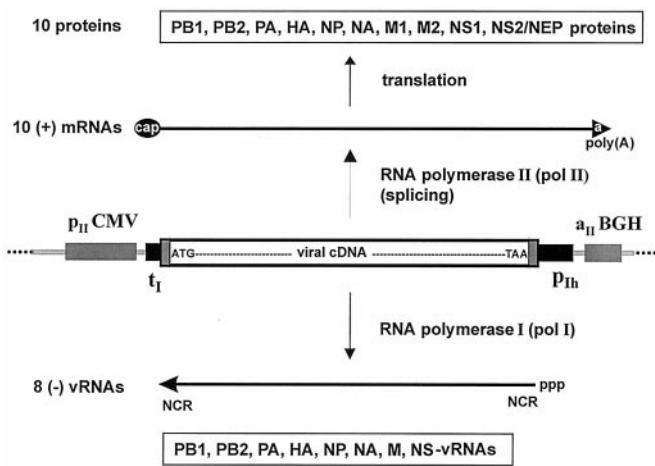 10 proteins
PB1, PB2, PA, HA, NP, NA, M1, M2, NS1, NS2/NEP proteins
translation
10 (+) mRNAs
cap
a
poly(A)
RNA polymerase II (pol II)
(splicing)
pII CMV
aII BGH
ATG
viral cDNA
TAA
tI
pIh
RNA polymerase I (pol I)
8 (-) vRNAs
ppp
NCR
NCR
PB1, PB2, PA, HA, NP, NA, M, NS-vRNAs